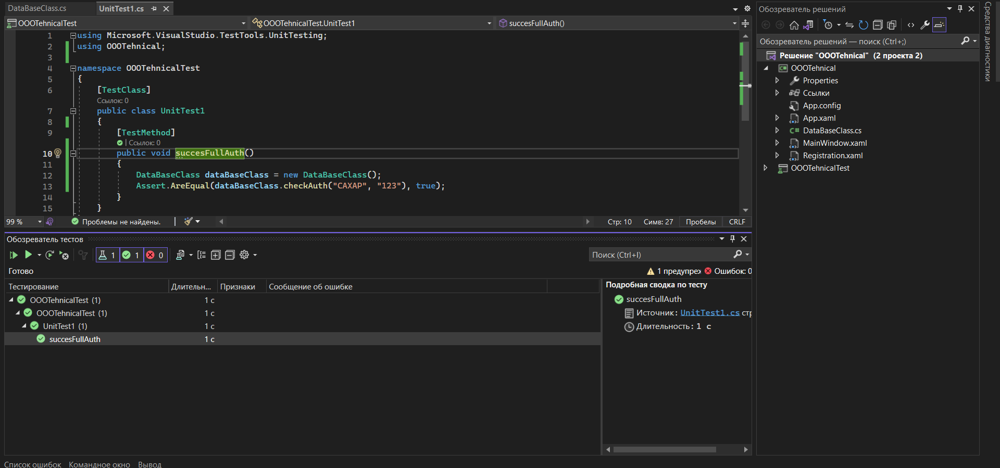 DataBaseClass.cs
UnitTest1.cs
OOOTehnicalTest
OOOTehnicalTest.UnitTest1
succesFullAuth()
1 using Microsoft.VisualStudio.TestTools.UnitTesting;
2 using OOOTehnical;
3
4 namespace OOOTehnicalTest
5 {
6 [TestClass]
Ссылок: 0
7 public class UnitTest1
8 {
9 [TestMethod]
| Ссылок: 0
10 public void succesFullAuth()
11 {
12 DataBaseClass dataBaseClass = new DataBaseClass();
13 Assert.AreEqual(dataBaseClass.checkAuth("CAXAP", "123"), true);
14 }
15 }
99 %
Проблемы не найдены.
Стр: 10
Симв: 27
Пробелы
CRLF
Обозреватель тестов
1
1
0
Поиск (Ctrl+I)
Готово
1 предупреж
Ошибок: 0
Тестирование
Длительн...
Признаки
Сообщение об ошибке
OOOTehnicalTest (1) 1 с
OOOTehnicalTest (1) 1 с
UnitTest1 (1) 1 с
succesFullAuth 1 с
Подробная сводка по тесту
succesFullAuth
Источник: UnitTest1.cs стр
Длительность: 1 с
Список ошибок
Командное окно
Вывод
Обозреватель решений
Обозреватель решений — поиск (Ctrl+;)
Решение "OOOTehnical" (2 проекта 2)
C# OOOTehnical
Properties
Ссылки
App.config
App.xaml
C# DataBaseClass.cs
MainWindow.xaml
Registration.xaml
OOOTehnicalTest
Средства диагностики